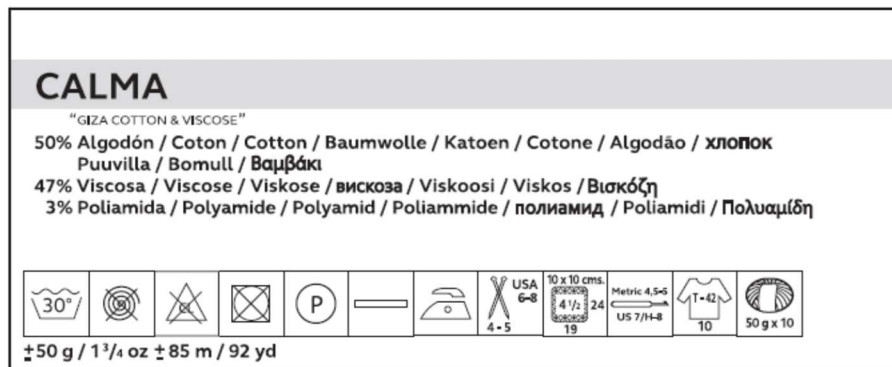 CALMA
"GIZA COTTON & VISCOSE"
50% Algodón / Coton / Cotton / Baumwolle / Katoen / Cotone / Algodão / хлопок
Puuvilla / Bomull / Βαμβάκι
47% Viscosa / Viscose / Viskose / вискоза / Viskoosi / Viskos / Βισκόζη
3% Poliamida / Polyamide / Polyamid / Poliammide / полиамид / Poliamidi / Πολυαμίδη
30°
CL
P
USA
6-8
4 - 5
10 x 10 cms.
4 1/2
24
19
Metric 4,5-5
US 7/H-8
T - 42
10
50 g x 10
±50 g / 1 3/4 oz ±85 m / 92 yd